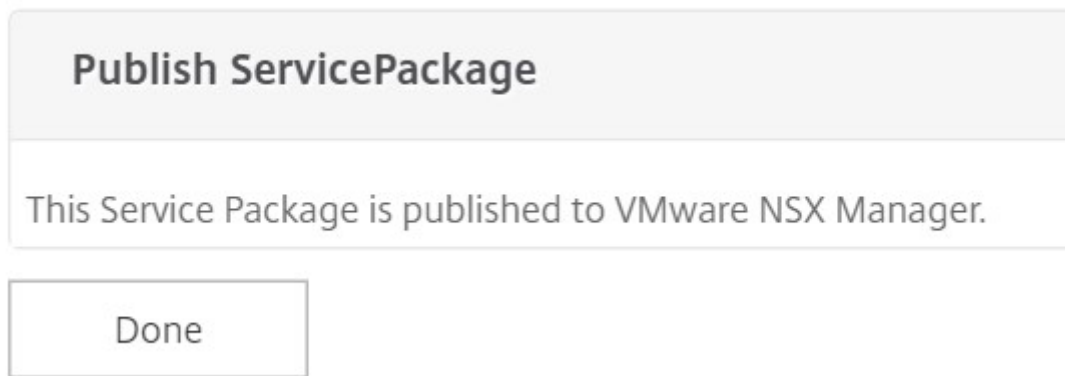 Publish ServicePackage
This Service Package is published to VMware NSX Manager.
Done